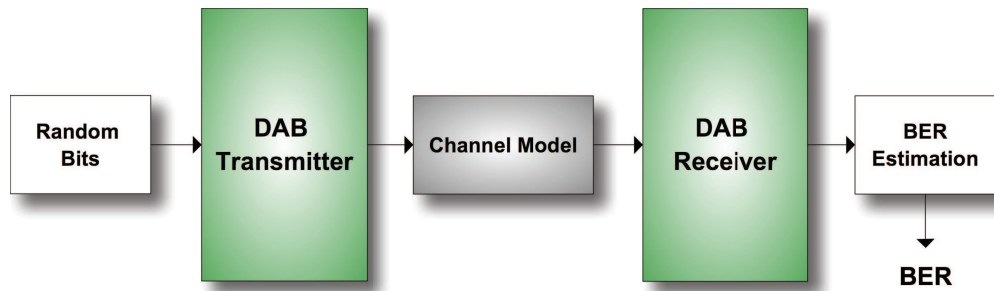 Random
Bits
DAB
Transmitter
Channel Model
DAB
Receiver
BER
Estimation
BER